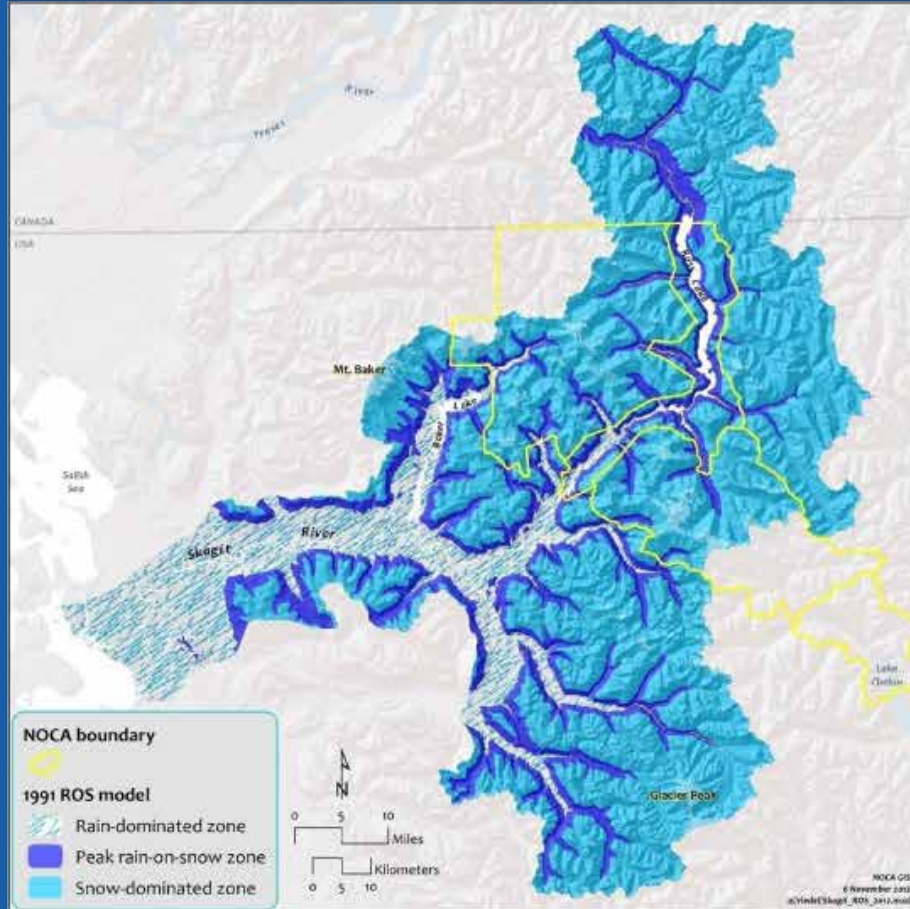 Fraser River
CANADA
USA
Ross Lake
Mt. Baker
Baker Lake
Salish
Sea
Skagit River
Lake
Chelan
Glacier Peak
NOCA boundary
1991 ROS model
Rain-dominated zone
Peak rain-on-snow zone
Snow-dominated zone
N
0 5 10
Miles
Kilometers
0 5 10
NOCA GIS
6 November 2012